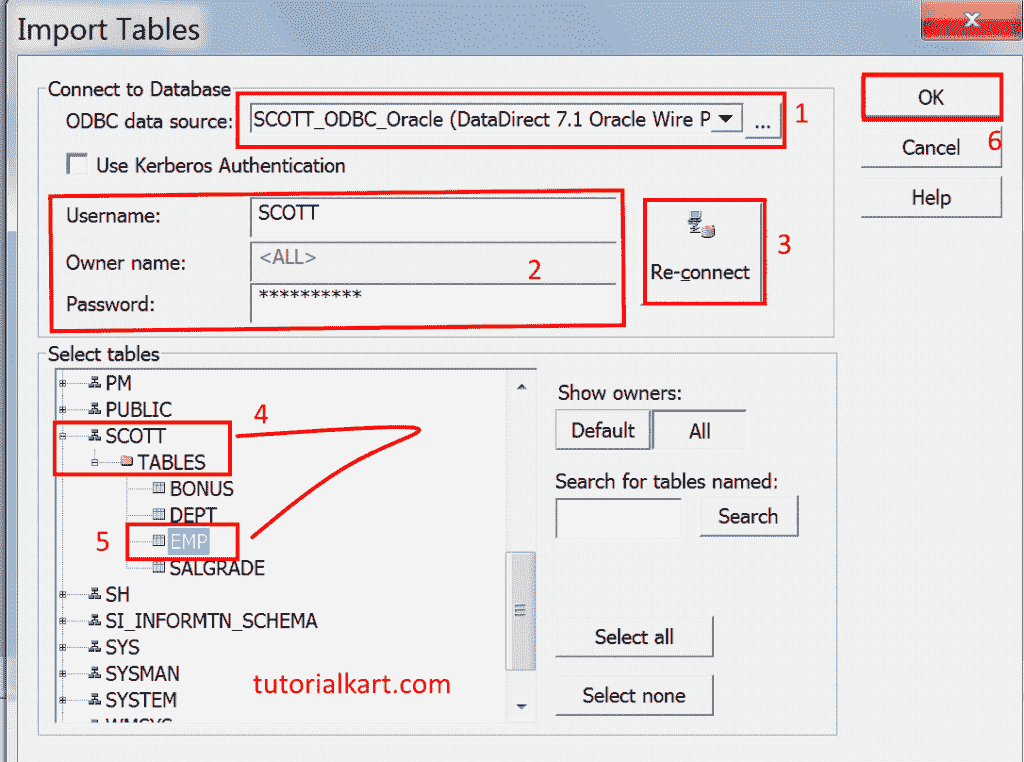 Import Tables
Connect to Database
ODBC data source: SCOTT_ODBC_Oracle (DataDirect 7.1 Oracle Wire P ... 1
Use Kerberos Authentication
Username: SCOTT
Owner name: <ALL> 2
Password: **********
Re-connect 3
OK
Cancel 6
Help
Select tables
PM
PUBLIC
SCOTT 4
TABLES
BONUS
DEPT
5 EMP
SALGRADE
SH
SI_INFORMTN_SCHEMA
SYS
SYSMAN
SYSTEM
WMSYS
tutorialkart.com
Show owners:
Default All
Search for tables named:
Search
Select all
Select none